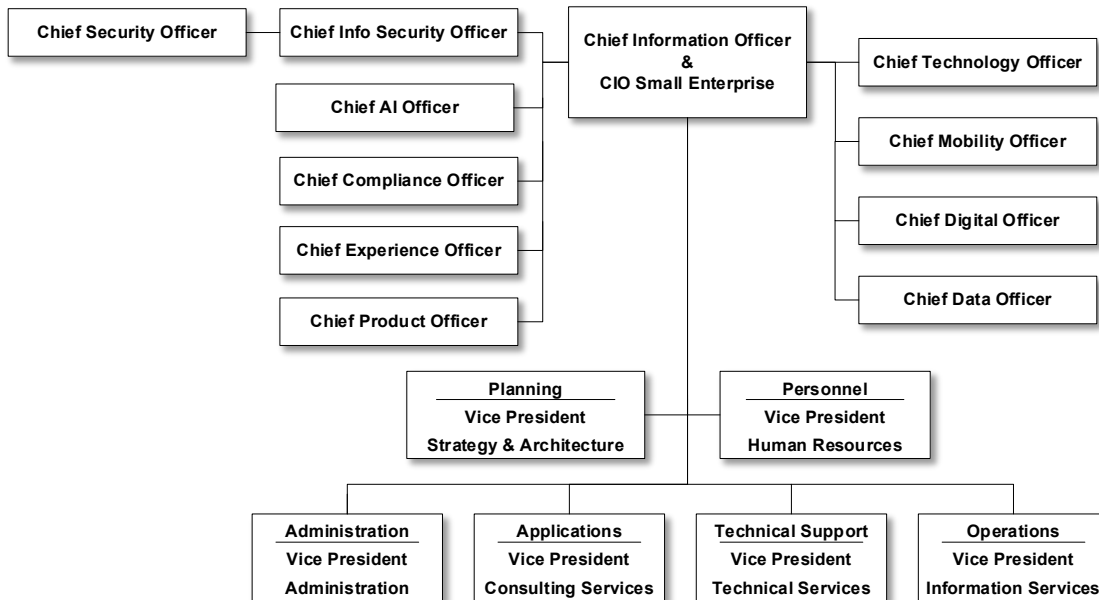 Chief Security Officer
Chief Info Security Officer
Chief Information Officer
&
CIO Small Enterprise
Chief Technology Officer
Chief AI Officer
Chief Mobility Officer
Chief Compliance Officer
Chief Digital Officer
Chief Experience Officer
Chief Data Officer
Chief Product Officer
Planning
Vice President
Strategy & Architecture
Personnel
Vice President
Human Resources
Administration
Vice President
Administration
Applications
Vice President
Consulting Services
Technical Support
Vice President
Technical Services
Operations
Vice President
Information Services